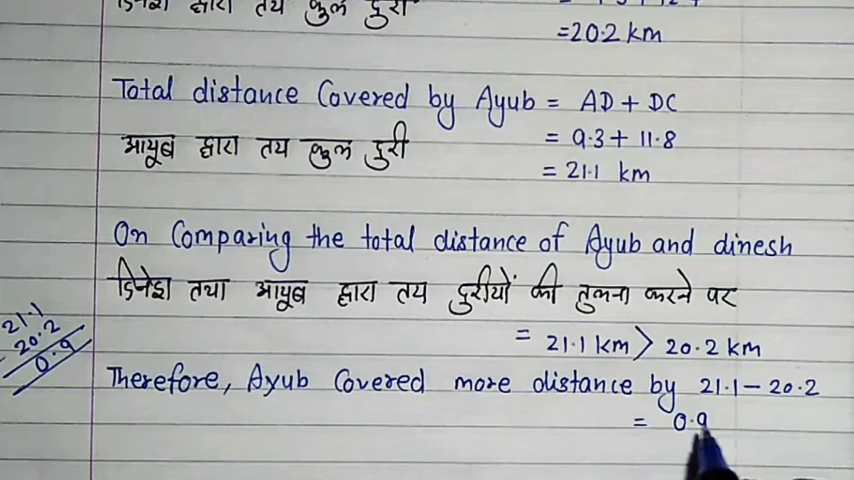 दिनेश द्वारा तय कुल दुरी
=20.2 km
Total distance Covered by Ayub = AD + DC
आयूब द्वारा तय कुल दुरी = 9.3 + 11.8
= 21.1 km
On Comparing the total distance of Ayub and dinesh
दिनेश तथा आयूब द्वारा तय दुरीयों की तुलना करने पर
= 21.1 km > 20.2 km
21.1
- 20.2
0.9
Therefore, Ayub Covered more distance by 21.1 - 20.2
= 0.9